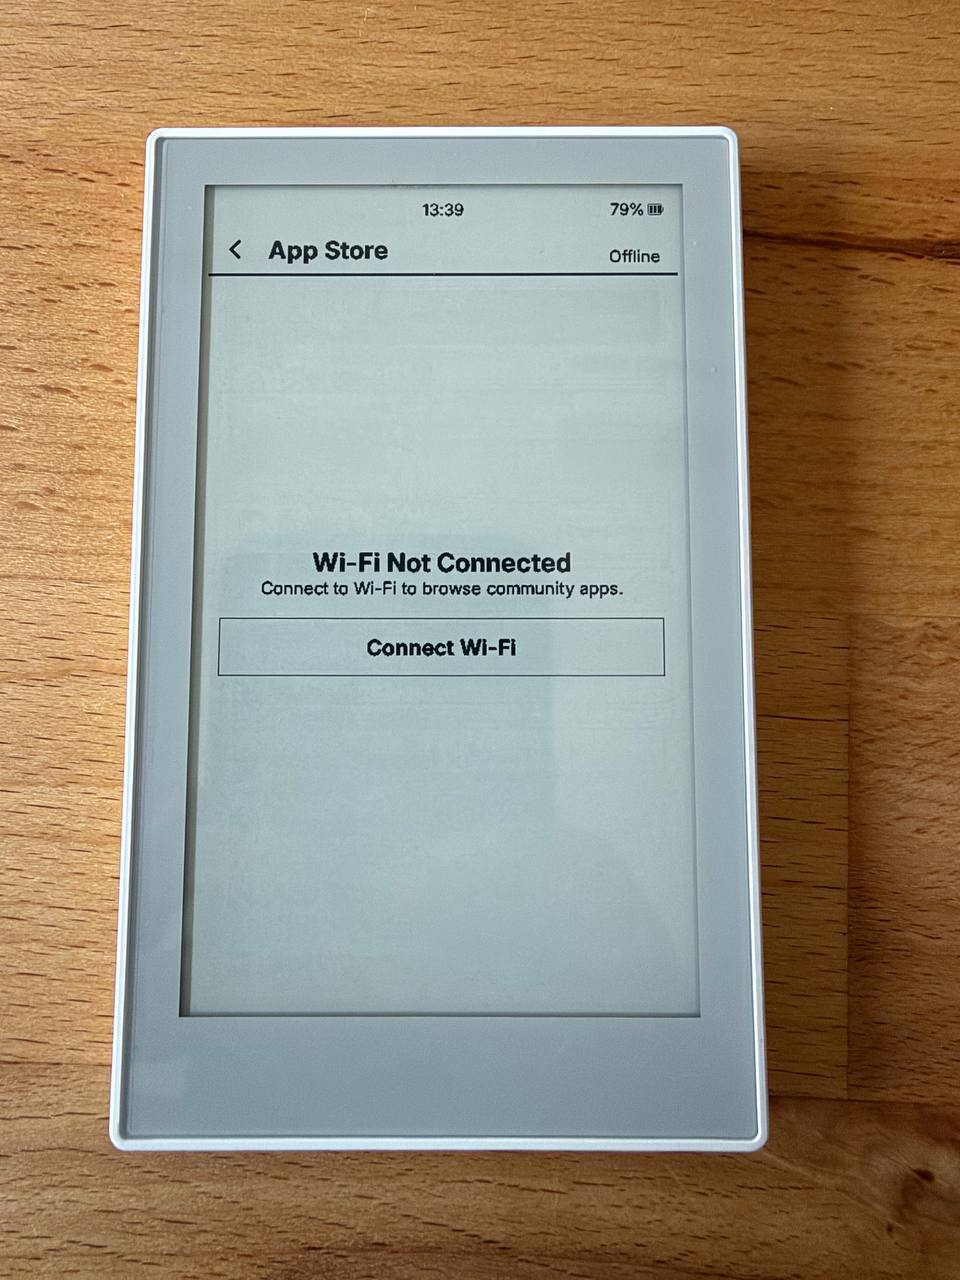 13:39
79%
< App Store
Offline
Wi-Fi Not Connected
Connect to Wi-Fi to browse community apps.
Connect Wi-Fi